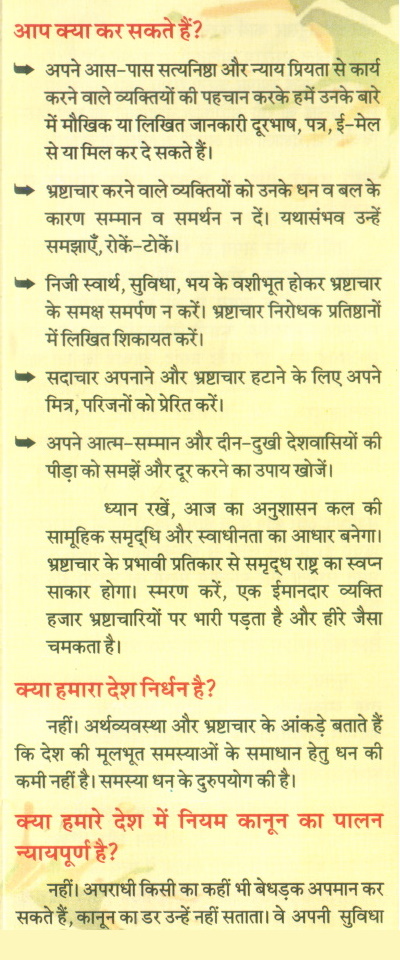 आप क्या कर सकते हैं?
➥ अपने आस-पास सत्यनिष्ठा और न्याय प्रियता से कार्य
करने वाले व्यक्तियों की पहचान करके हमें उनके बारे
में मौखिक या लिखित जानकारी दूरभाष, पत्र, ई-मेल
से या मिल कर दे सकते हैं।
➥ भ्रष्टाचार करने वाले व्यक्तियों को उनके धन व बल के
कारण सम्मान व समर्थन न दें। यथासंभव उन्हें
समझाएँ, रोकें-टोकें।
➥ निजी स्वार्थ, सुविधा, भय के वशीभूत होकर भ्रष्टाचार
के समक्ष समर्पण न करें। भ्रष्टाचार निरोधक प्रतिष्ठानों
में लिखित शिकायत करें।
➥ सदाचार अपनाने और भ्रष्टाचार हटाने के लिए अपने
मित्र, परिजनों को प्रेरित करें।
➥ अपने आत्म-सम्मान और दीन-दुखी देशवासियों की
पीड़ा को समझें और दूर करने का उपाय खोजें।
ध्यान रखें, आज का अनुशासन कल की
सामूहिक समृद्धि और स्वाधीनता का आधार बनेगा।
भ्रष्टाचार के प्रभावी प्रतिकार से समृद्ध राष्ट्र का स्वप्न
साकार होगा। स्मरण करें, एक ईमानदार व्यक्ति
हजार भ्रष्टाचारियों पर भारी पड़ता है और हीरे जैसा
चमकता है।
क्या हमारा देश निर्धन है?
नहीं। अर्थव्यवस्था और भ्रष्टाचार के आंकड़े बताते हैं
कि देश की मूलभूत समस्याओं के समाधान हेतु धन की
कमी नहीं है। समस्या धन के दुरुपयोग की है।
क्या हमारे देश में नियम कानून का पालन
न्यायपूर्ण है?
नहीं। अपराधी किसी का कहीं भी बेधड़क अपमान कर
सकते हैं, कानून का डर उन्हें नहीं सताता। वे अपनी सुविधा